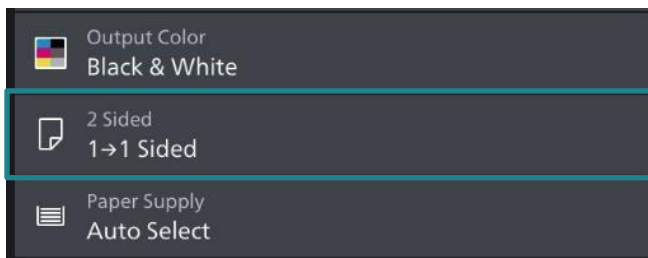 Output Color
Black & White
2 Sided
1→1 Sided
Paper Supply
Auto Select